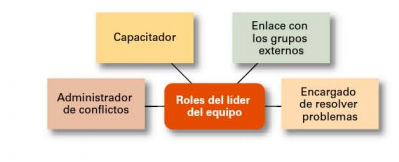 Capacitador
Enlace con
los grupos
externos
Administrador
de conflictos
Roles del líder
del equipo
Encargado
de resolver
problemas